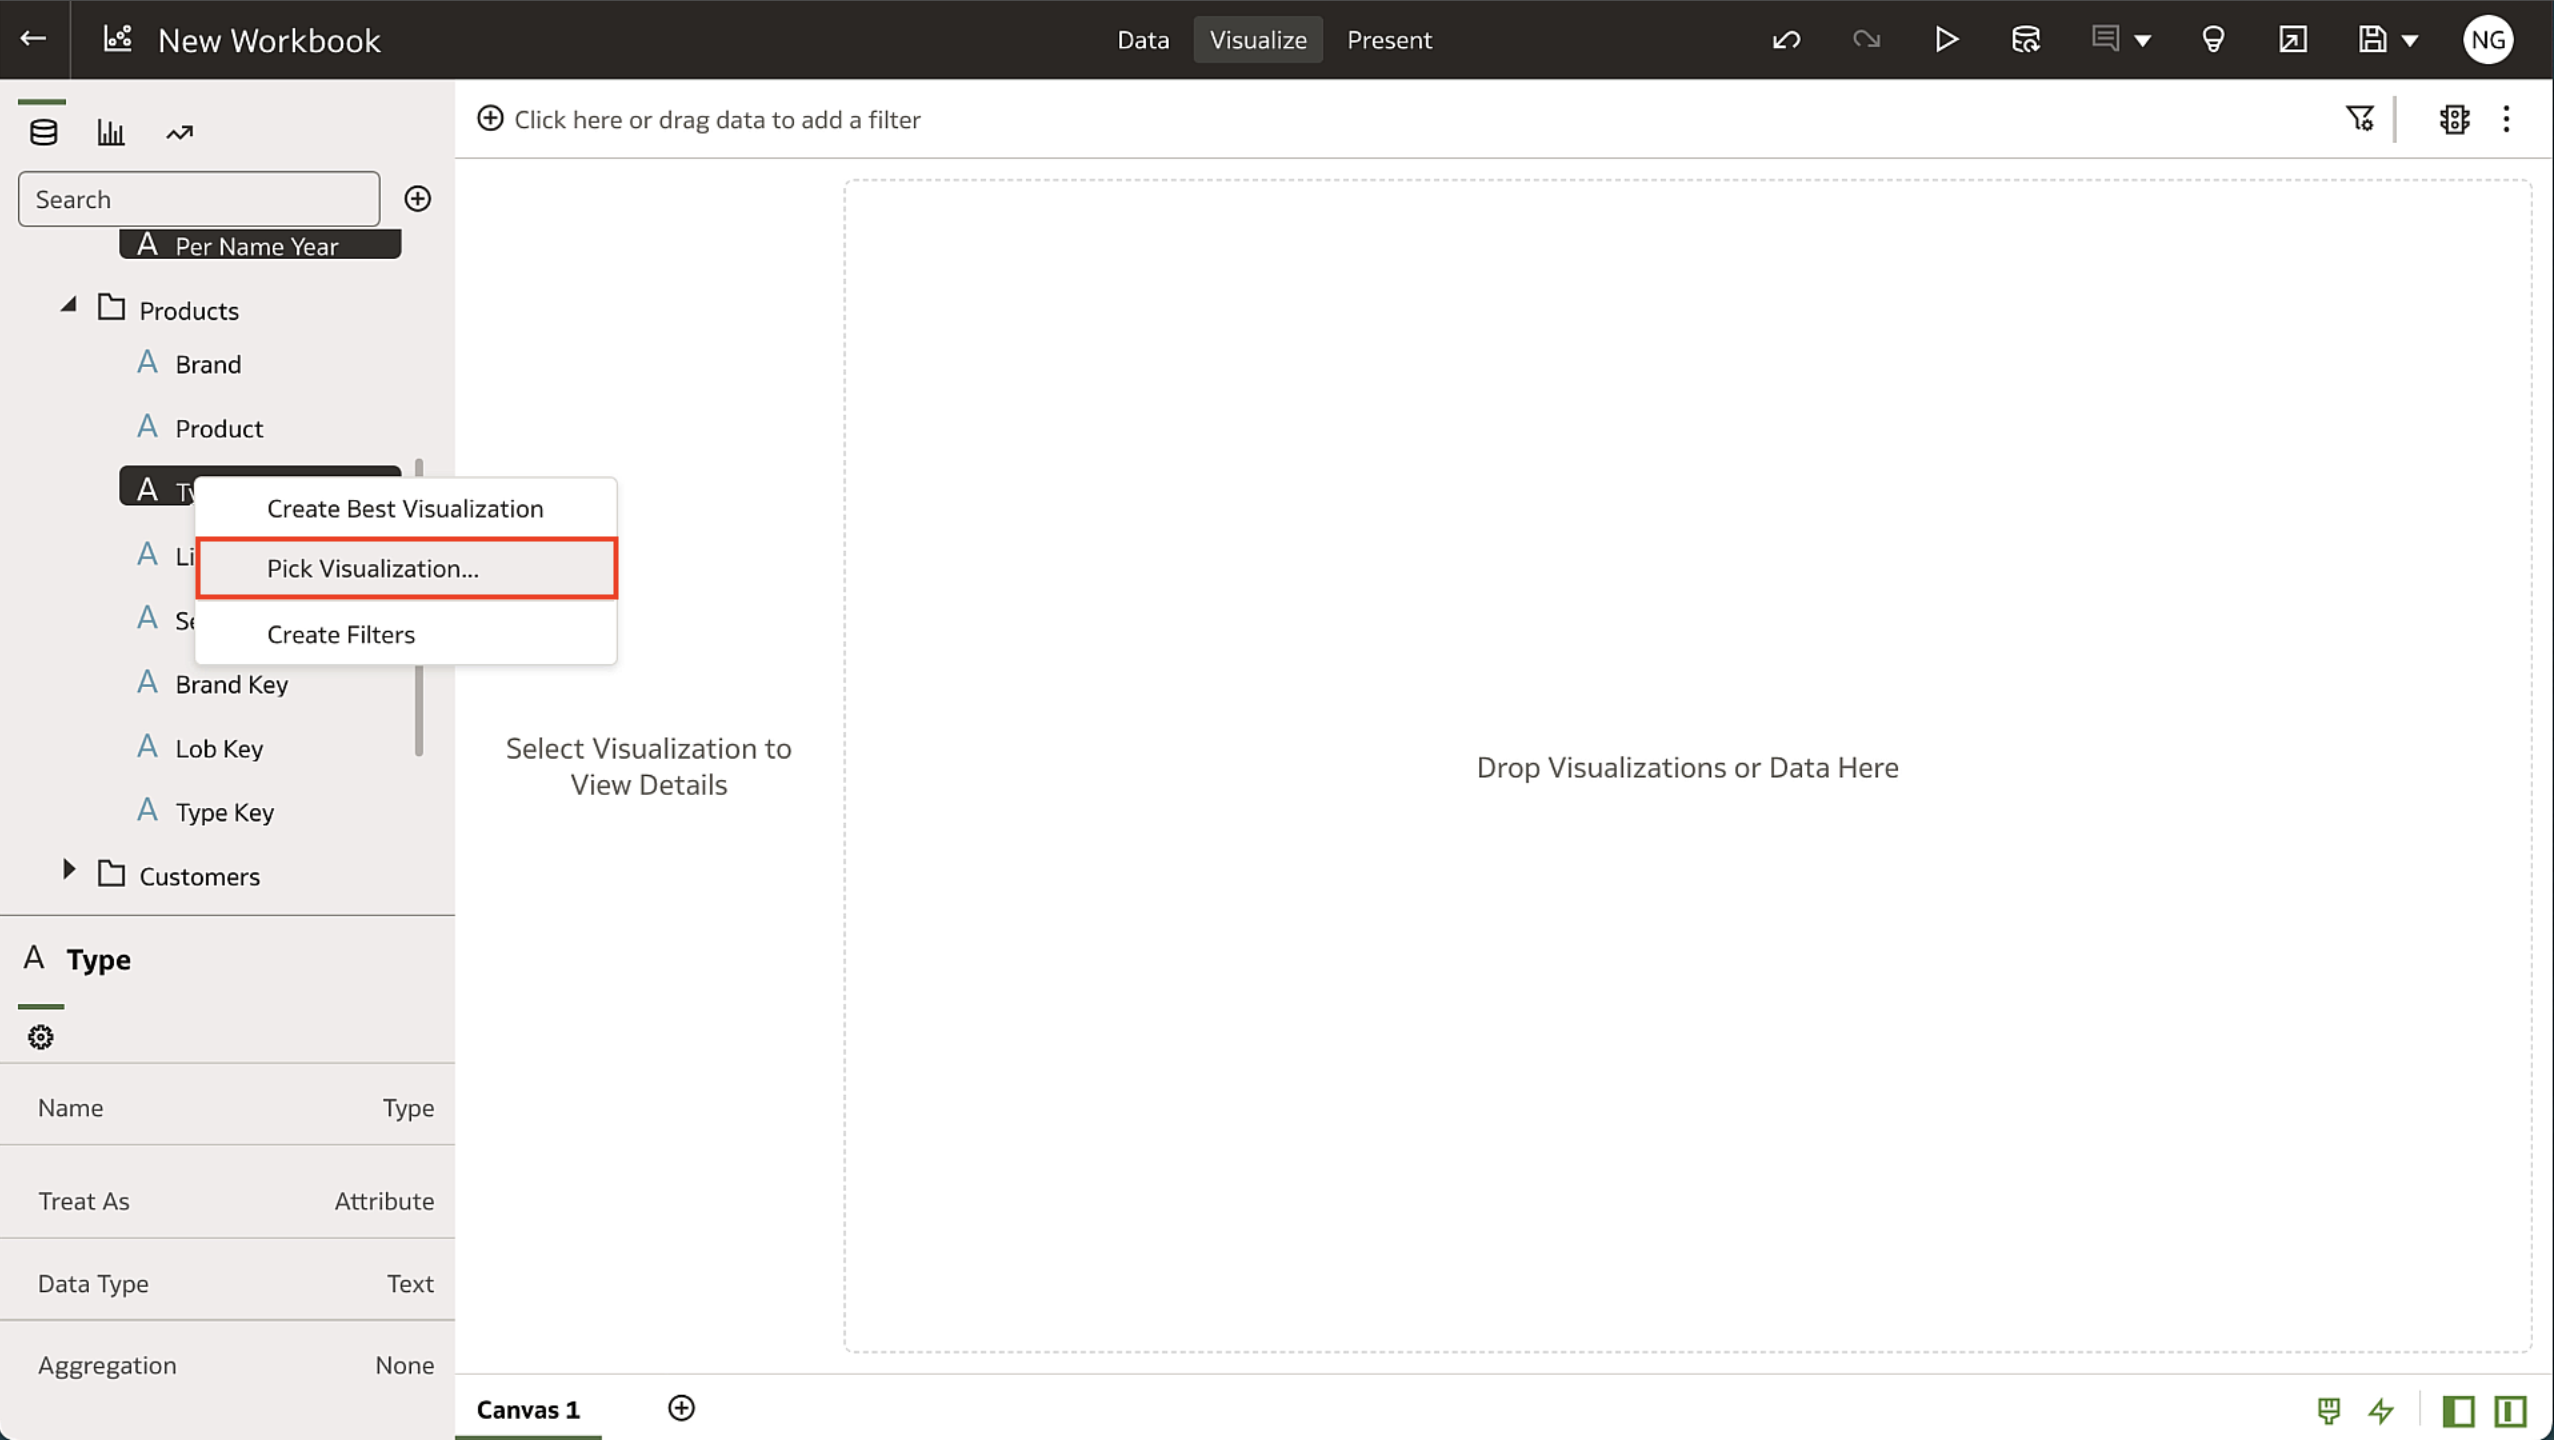 New Workbook
Data Visualize Present
NG
Click here or drag data to add a filter
Search
A Per Name Year
Products
A Brand
A Product
A
Create Best Visualization
A
Pick Visualization...
A
Create Filters
A Brand Key
A Lob Key
A Type Key
Customers
Select Visualization to
View Details
Drop Visualizations or Data Here
A Type
Name Type
Treat As Attribute
Data Type Text
Aggregation None
Canvas 1